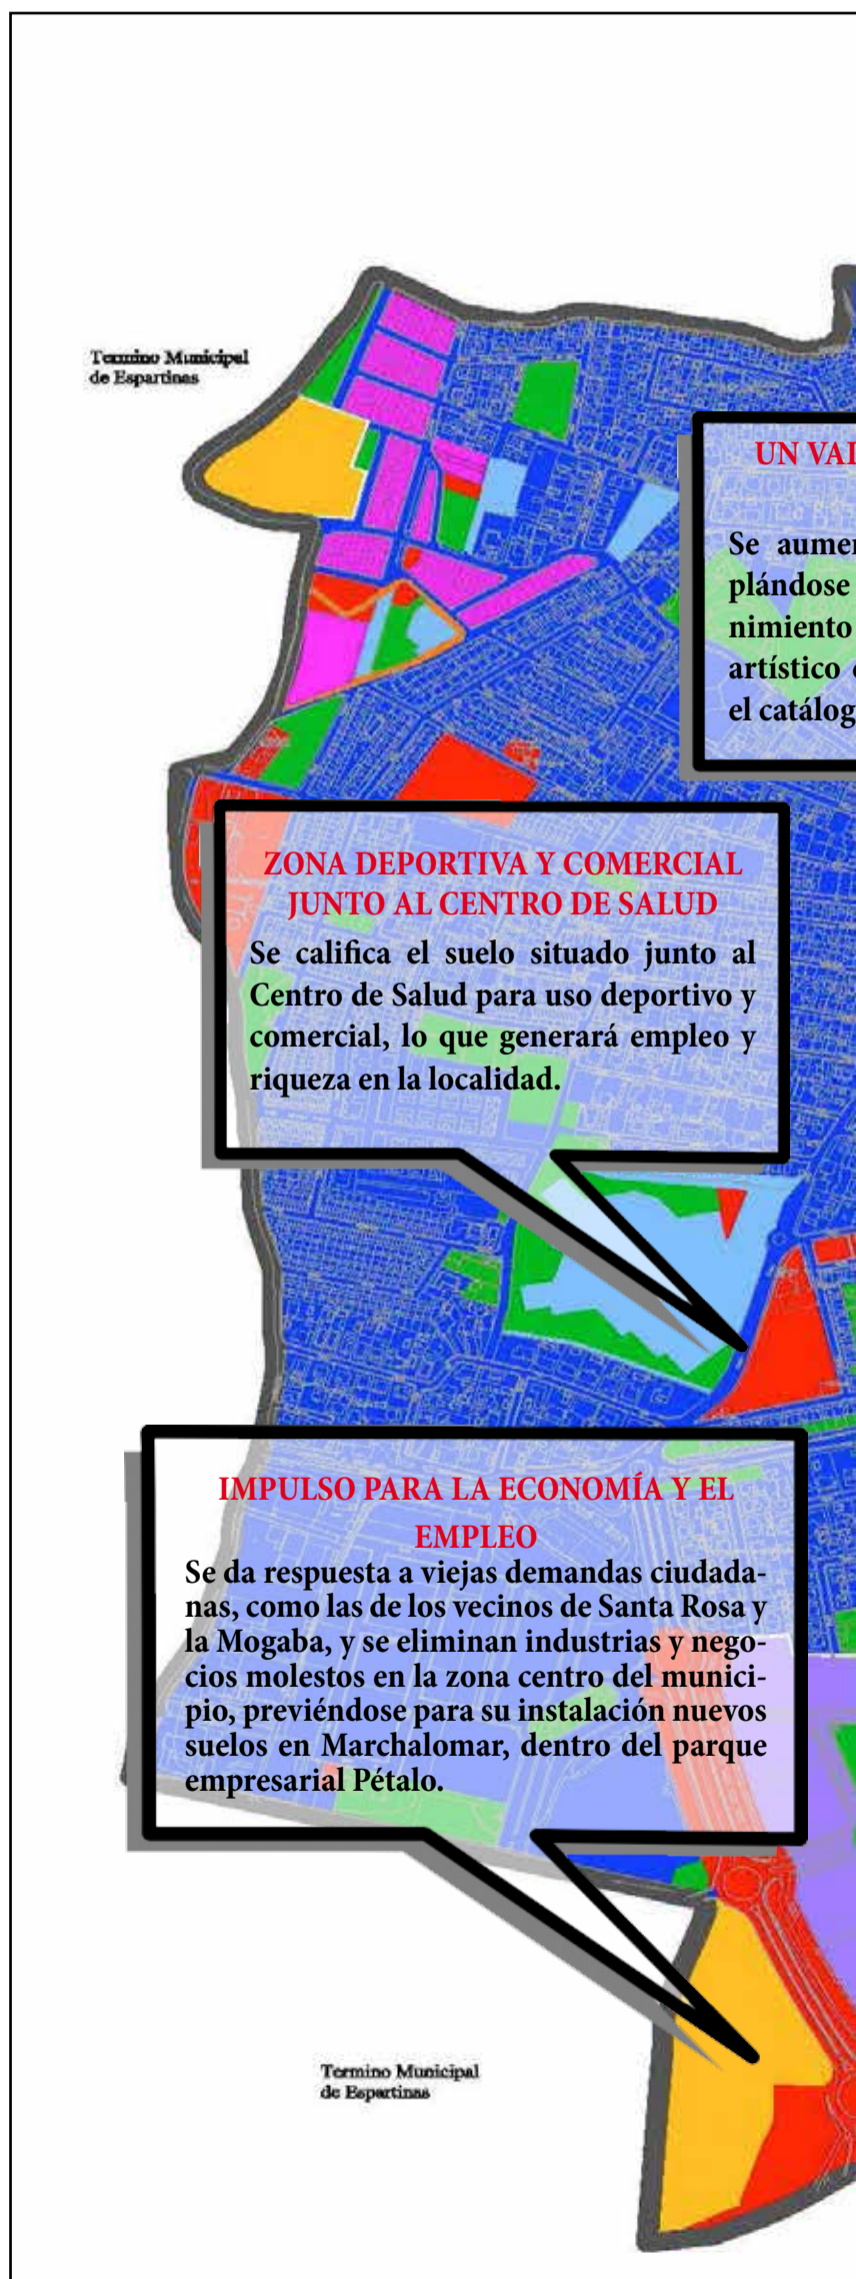 Termino Municipal
de Espartinas
UN
Se
plándose
nimiento
artístico
el
ZONA DEPORTIVA Y COMERCIAL
JUNTO AL CENTRO DE SALUD
Se califica el suelo situado junto al
Centro de Salud para uso deportivo y
comercial, lo que generará empleo y
riqueza en la localidad.
IMPULSO PARA LA ECONOMÍA Y EL
EMPLEO
Se da respuesta a viejas demandas ciudada-
nas, como las de los vecinos de Santa Rosa y
la Mogaba, y se eliminan industrias y nego-
cios molestos en la zona centro del munici-
pio, previéndose para su instalación nuevos
suelos en Marchalomar, dentro del parque
empresarial Pétalo.
Termino Municipal
de Espartinas